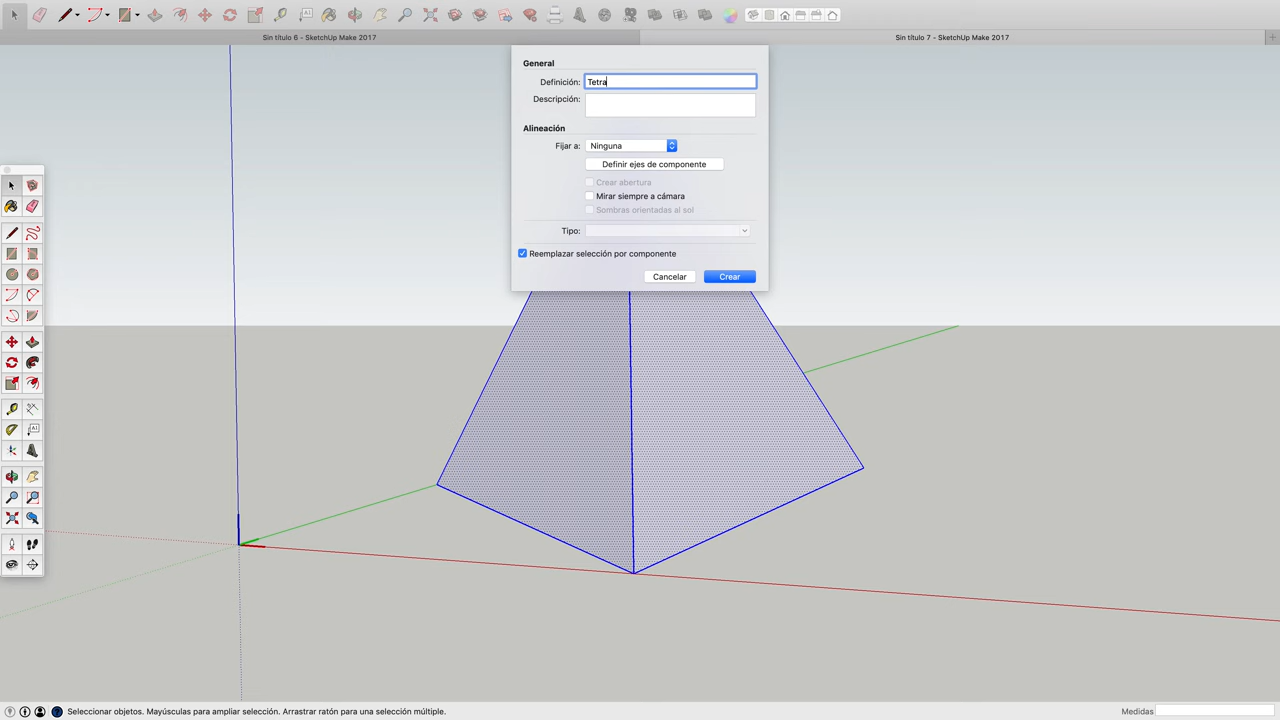 Sin título 6 - SketchUp Make 2017
Sin título 7 - SketchUp Make 2017
General
Definición: Tetra
Descripción:
Alineación
Fijar a: Ninguna
Definir ejes de componente
Crear abertura
Mirar siempre a cámara
Sombras orientadas al sol
Tipo:
Reemplazar selección por componente
Cancelar Crear
Seleccionar objetos. Mayúsculas para ampliar selección. Arrastrar ratón para una selección múltiple.
Medidas